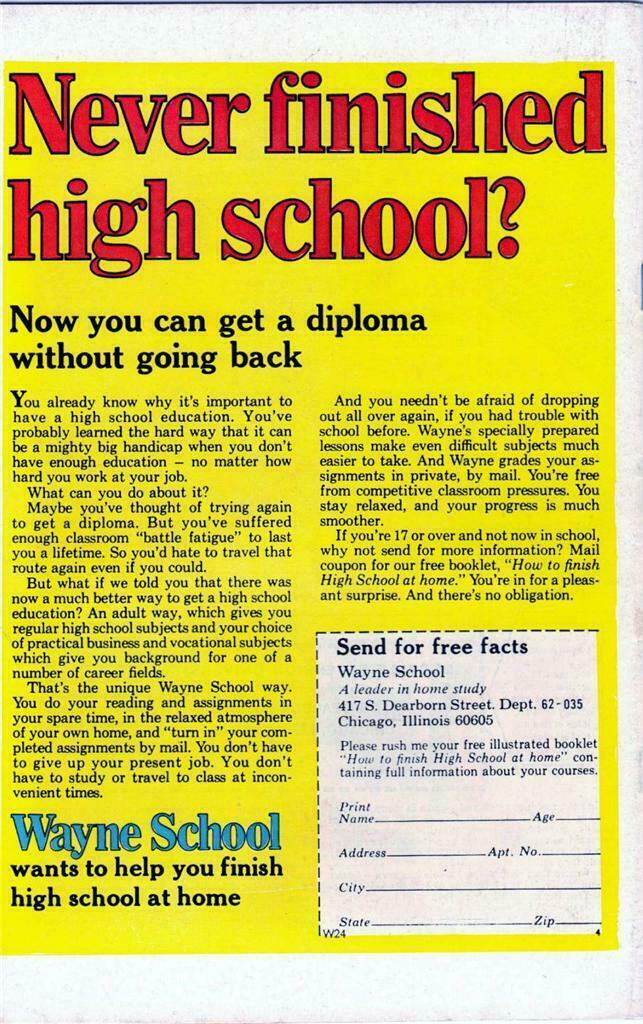 Never finished
high school?
Now you can get a diploma
without going back
You already know why it's important to
have a high school education. You've
probably learned the hard way that it can
be a mighty big handicap when you don't
have enough education – no matter how
hard you work at your job.
What can you do about it?
Maybe you've thought of trying again
to get a diploma. But you've suffered
enough classroom "battle fatigue" to last
you a lifetime. So you'd hate to travel that
route again even if you could.
But what if we told you that there was
now a much better way to get a high school
education? An adult way, which gives you
regular high school subjects and your choice
of practical business and vocational subjects
which give you background for one of a
number of career fields.
That's the unique Wayne School way.
You do your reading and assignments in
your spare time, in the relaxed atmosphere
of your own home, and "turn in" your com-
pleted assignments by mail. You don't have
to give up your present job. You don't
have to study or travel to class at incon-
venient times.
Wayne School
wants to help you finish
high school at home
And you needn't be afraid of dropping
out all over again, if you had trouble with
school before. Wayne's specially prepared
lessons make even difficult subjects much
easier to take. And Wayne grades your as-
signments in private, by mail. You're free
from competitive classroom pressures. You
stay relaxed, and your progress is much
smoother.
If you're 17 or over and not now in school,
why not send for more information? Mail
coupon for our free booklet, "How to finish
High School at home." You're in for a pleas-
ant surprise. And there's no obligation.
Send for free facts
Wayne School
A leader in home study
417 S. Dearborn Street. Dept. 62-035
Chicago, Illinois 60605
Please rush me your free illustrated booklet
"How to finish High School at home" con-
taining full information about your courses.
Print
Name Age
Address Apt. No.
City
State Zip
W24 4